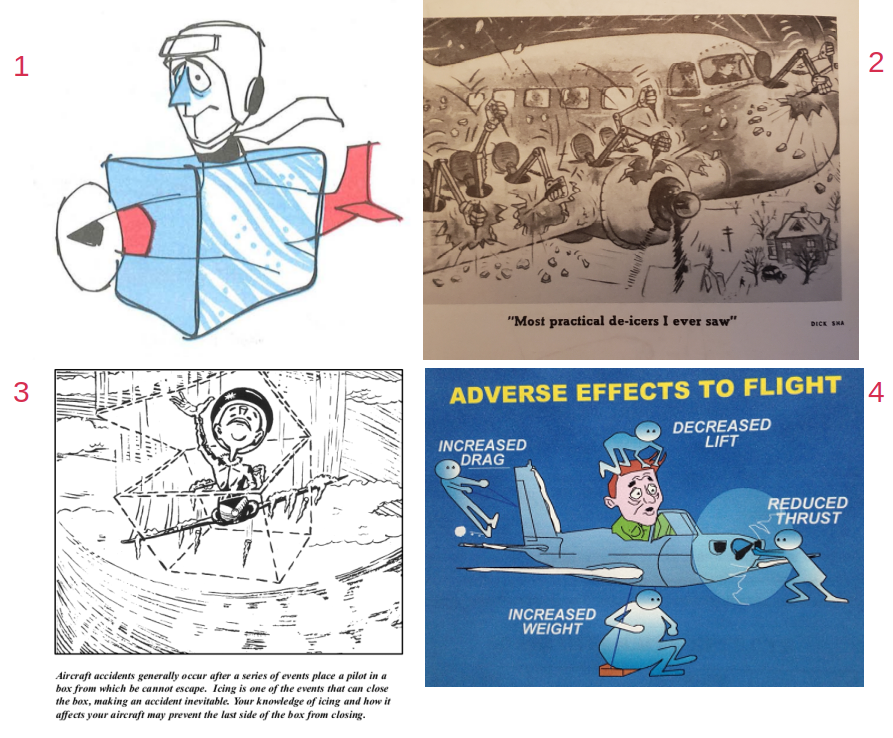 1
2
"Most practical de-icers I ever saw"
DICK SHA
3
Aircraft accidents generally occur after a series of events place a pilot in a
box from which be cannot escape. Icing is one of the events that can close
the box, making an accident inevitable. Your knowledge of icing and how it
affects your aircraft may prevent the last side of the box from closing.
4
ADVERSE EFFECTS TO FLIGHT
INCREASED
DRAG
DECREASED
LIFT
REDUCED
THRUST
INCREASED
WEIGHT